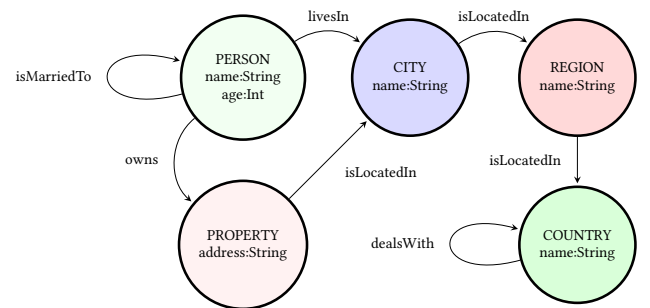 livesIn
isLocatedIn
PERSON
name:String
age:Int
CITY
name:String
REGION
name:String
isMarriedTo
owns
isLocatedIn
isLocatedIn
PROPERTY
address:String
dealsWith
COUNTRY
name:String